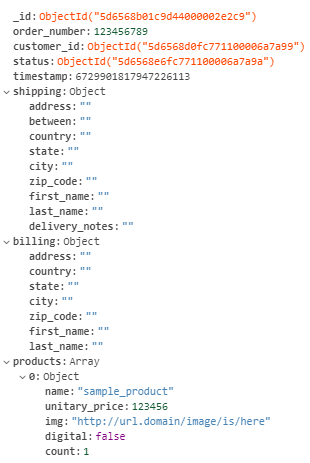 _id: ObjectId("5d6568b01c9d44000002e2c9")
order_number: 123456789
customer_id: ObjectId("5d6568d0fc771100006a7a99")
status: ObjectId("5d6568e6fc771100006a7a9a")
timestamp: 6729901817947226113
shipping: Object
address: ""
between: ""
country: ""
state: ""
city: ""
zip_code: ""
first_name: ""
last_name: ""
delivery_notes: ""
billing: Object
address: ""
country: ""
state: ""
city: ""
zip_code: ""
first_name: ""
last_name: ""
products: Array
0: Object
name: "sample_product"
unitary_price: 123456
img: "http://url.domain/image/is/here"
digital: false
count: 1